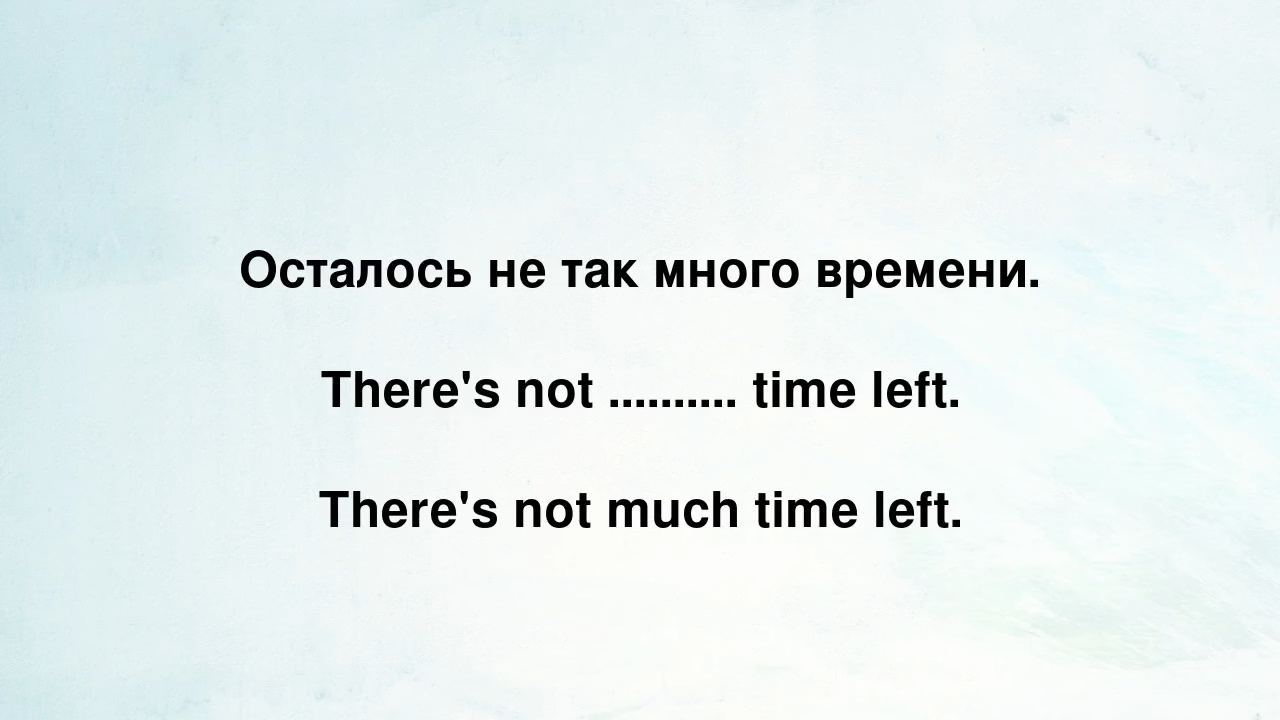 Осталось не так много времени.
There's not .......... time left.
There's not much time left.